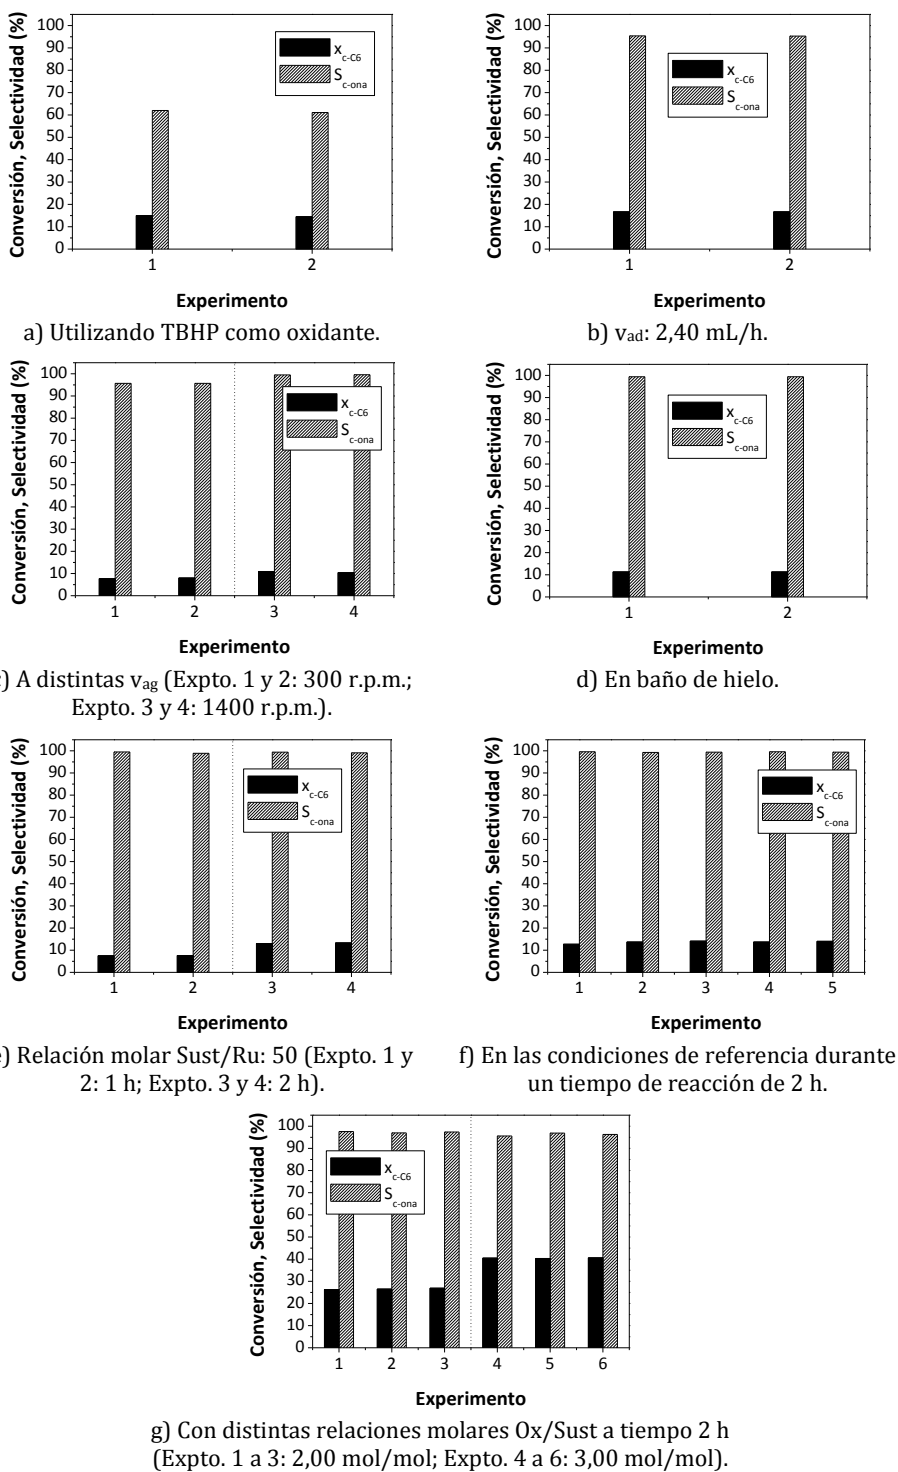 Conversión, Selectividad (%)
100
90
80
70
60
50
40
30
20
10
0
x c-C6
S c-ona
1 2
Experimento
a) Utilizando TBHP como oxidante.
Conversión, Selectividad (%)
100
90
80
70
60
50
40
30
20
10
0
x c-C6
S c-ona
1 2
Experimento
b) vad: 2,40 mL/h.
Conversión, Selectividad (%)
100
90
80
70
60
50
40
30
20
10
0
x c-C6
S c-ona
1 2 3 4
Experimento
c) A distintas vag (Expto. 1 y 2: 300 r.p.m.;
Expto. 3 y 4: 1400 r.p.m.).
Conversión, Selectividad (%)
100
90
80
70
60
50
40
30
20
10
0
x c-C6
S c-ona
1 2
Experimento
d) En baño de hielo.
Conversión, Selectividad (%)
100
90
80
70
60
50
40
30
20
10
0
x c-C6
S c-ona
1 2 3 4
Experimento
e) Relación molar Sust/Ru: 50 (Expto. 1 y
2: 1 h; Expto. 3 y 4: 2 h).
Conversión, Selectividad (%)
100
90
80
70
60
50
40
30
20
10
0
x c-C6
S c-ona
1 2 3 4 5
Experimento
f) En las condiciones de referencia durante
un tiempo de reacción de 2 h.
Conversión, Selectividad (%)
100
90
80
70
60
50
40
30
20
10
0
x c-C6
S c-ona
1 2 3 4 5 6
Experimento
g) Con distintas relaciones molares Ox/Sust a tiempo 2 h
(Expto. 1 a 3: 2,00 mol/mol; Expto. 4 a 6: 3,00 mol/mol).